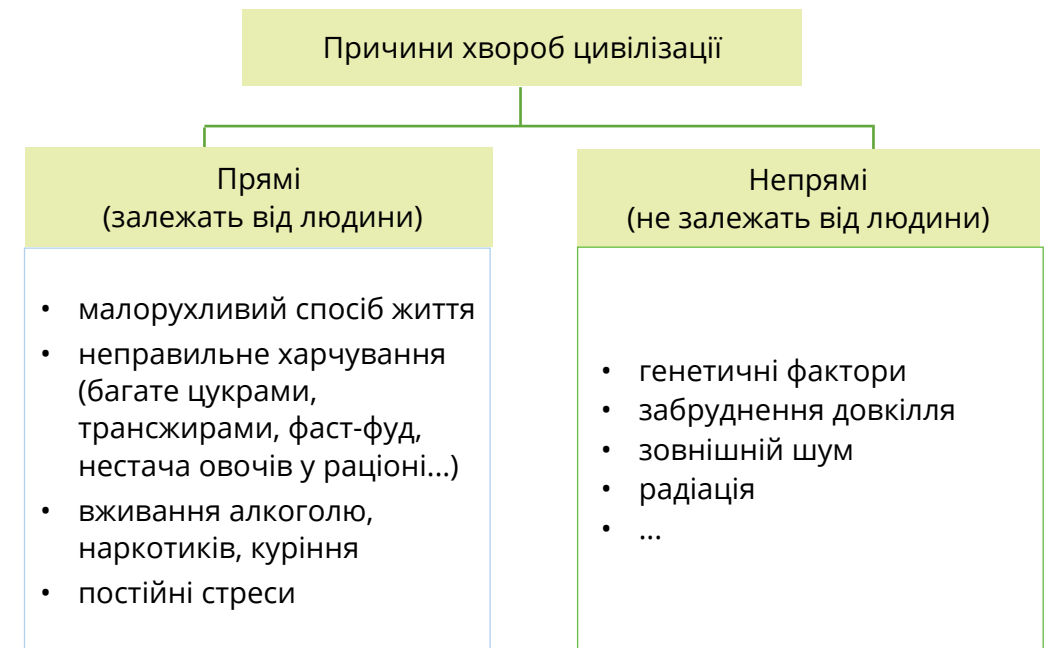 Причини хвороб цивілізації
Прямі
(залежать від людини)
• малорухливий спосіб життя
• неправильне харчування
(багате цукрами,
трансжирами, фаст-фуд,
нестача овочів у раціоні...)
• вживання алкоголю,
наркотиків, куріння
• постійні стреси
Непрямі
(не залежать від людини)
• генетичні фактори
• забруднення довкілля
• зовнішній шум
• радіація
• ...